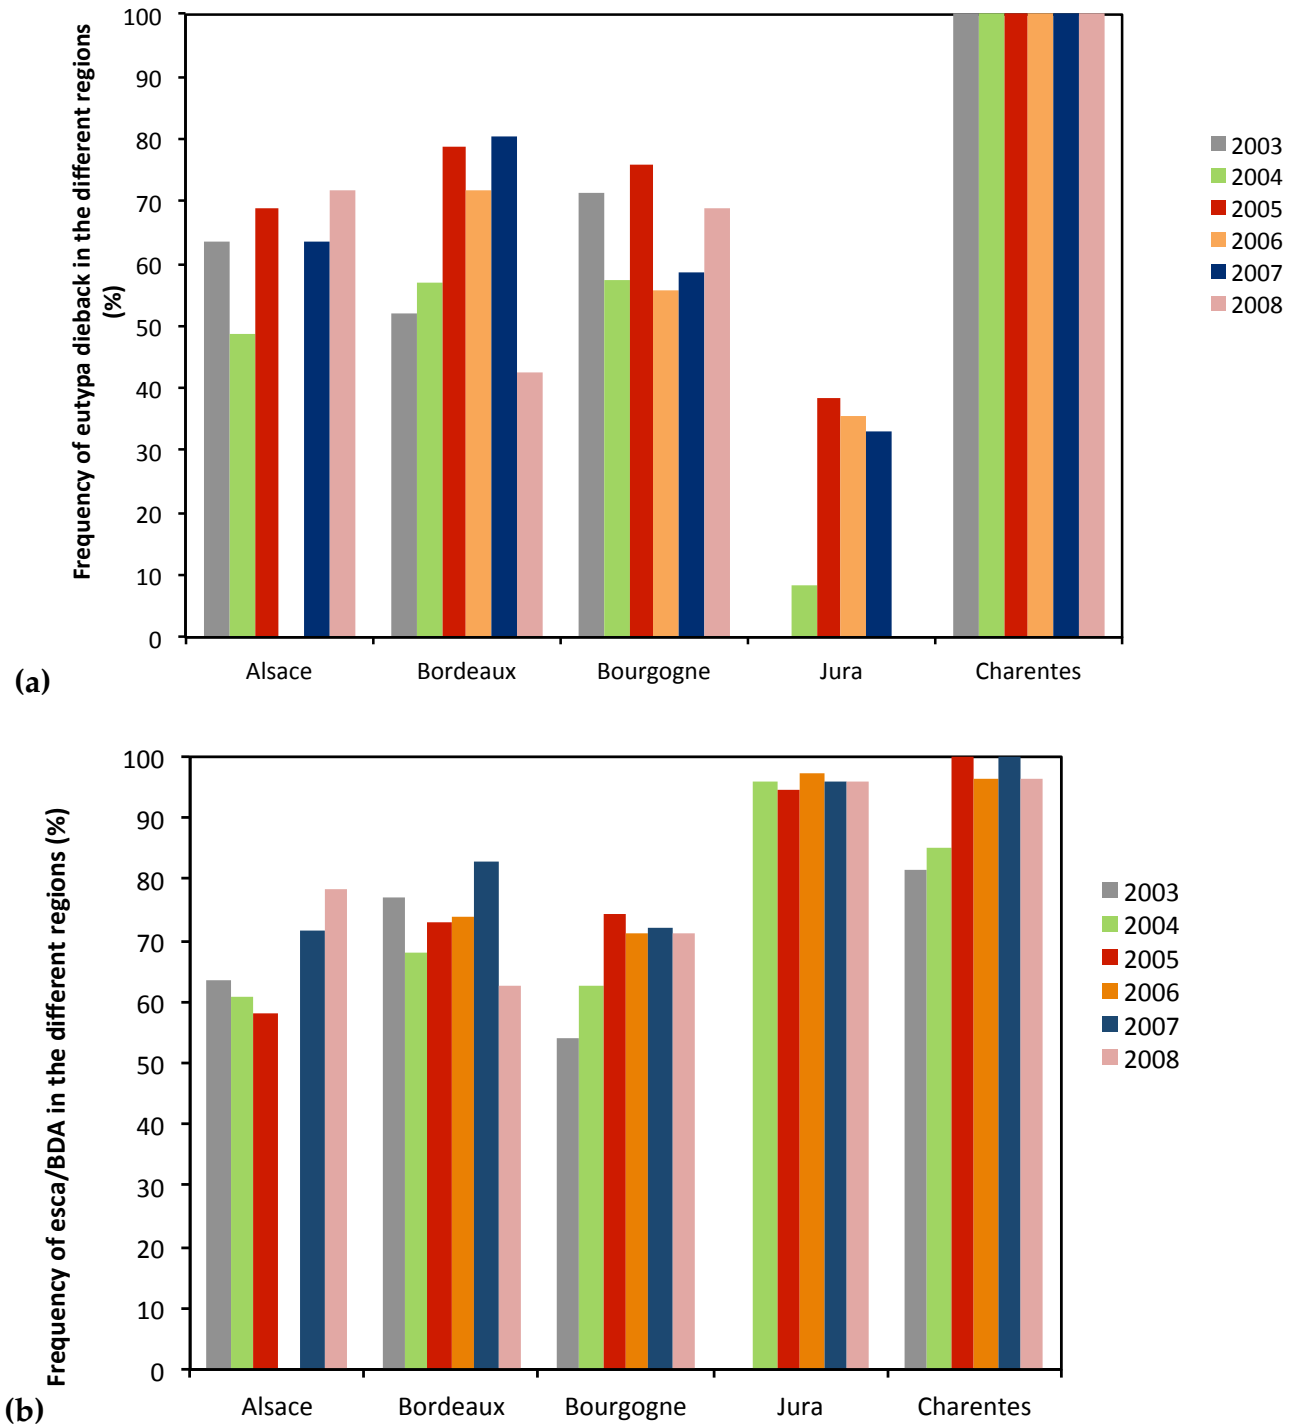 Frequency of eutypa dieback in the different regions
(%)
100
90
80
70
60
50
40
30
20
10
0
Alsace
Bordeaux
Bourgogne
Jura
Charentes
2003
2004
2005
2006
2007
2008
(a)
Frequency of esca/BDA in the different regions (%)
100
90
80
70
60
50
40
30
20
10
0
Alsace
Bordeaux
Bourgogne
Jura
Charentes
2003
2004
2005
2006
2007
2008
(b)